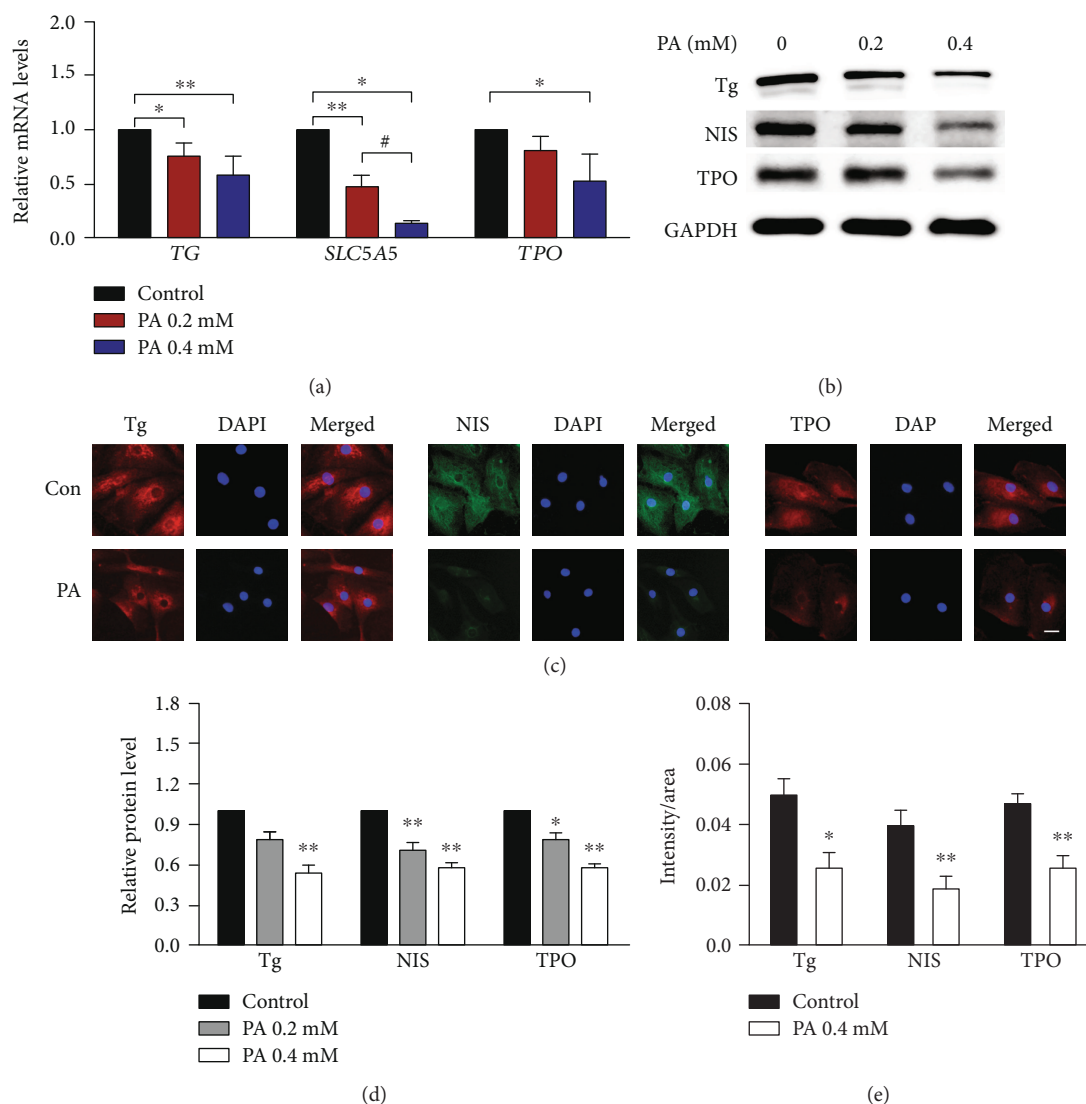 2.0
1.5
1.0
0.5
0.0
Relative mRNA levels
**
*
*
**
#
*
TG SLC5A5 TPO
Control
PA 0.2 mM
PA 0.4 mM
(a)
PA (mM) 0 0.2 0.4
Tg
NIS
TPO
GAPDH
(b)
Tg DAPI Merged NIS DAPI Merged TPO DAP Merged
Con
PA
(c)
1.8
1.5
1.2
0.9
0.6
0.3
0.0
Relative protein level
** ** ** * **
Tg NIS TPO
Control
PA 0.2 mM
PA 0.4 mM
(d)
0.08
0.06
0.04
0.02
0.0
Intensity/area
* ** **
Tg NIS TPO
Control
PA 0.4 mM
(e)